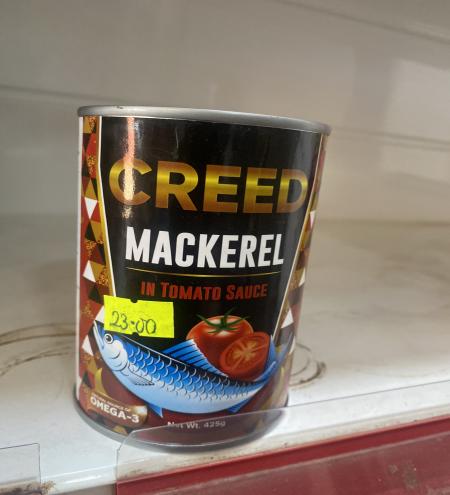 CREED
MACKEREL
IN TOMATO SAUCE
23.00
OMEGA-3
Net Wt. 425g